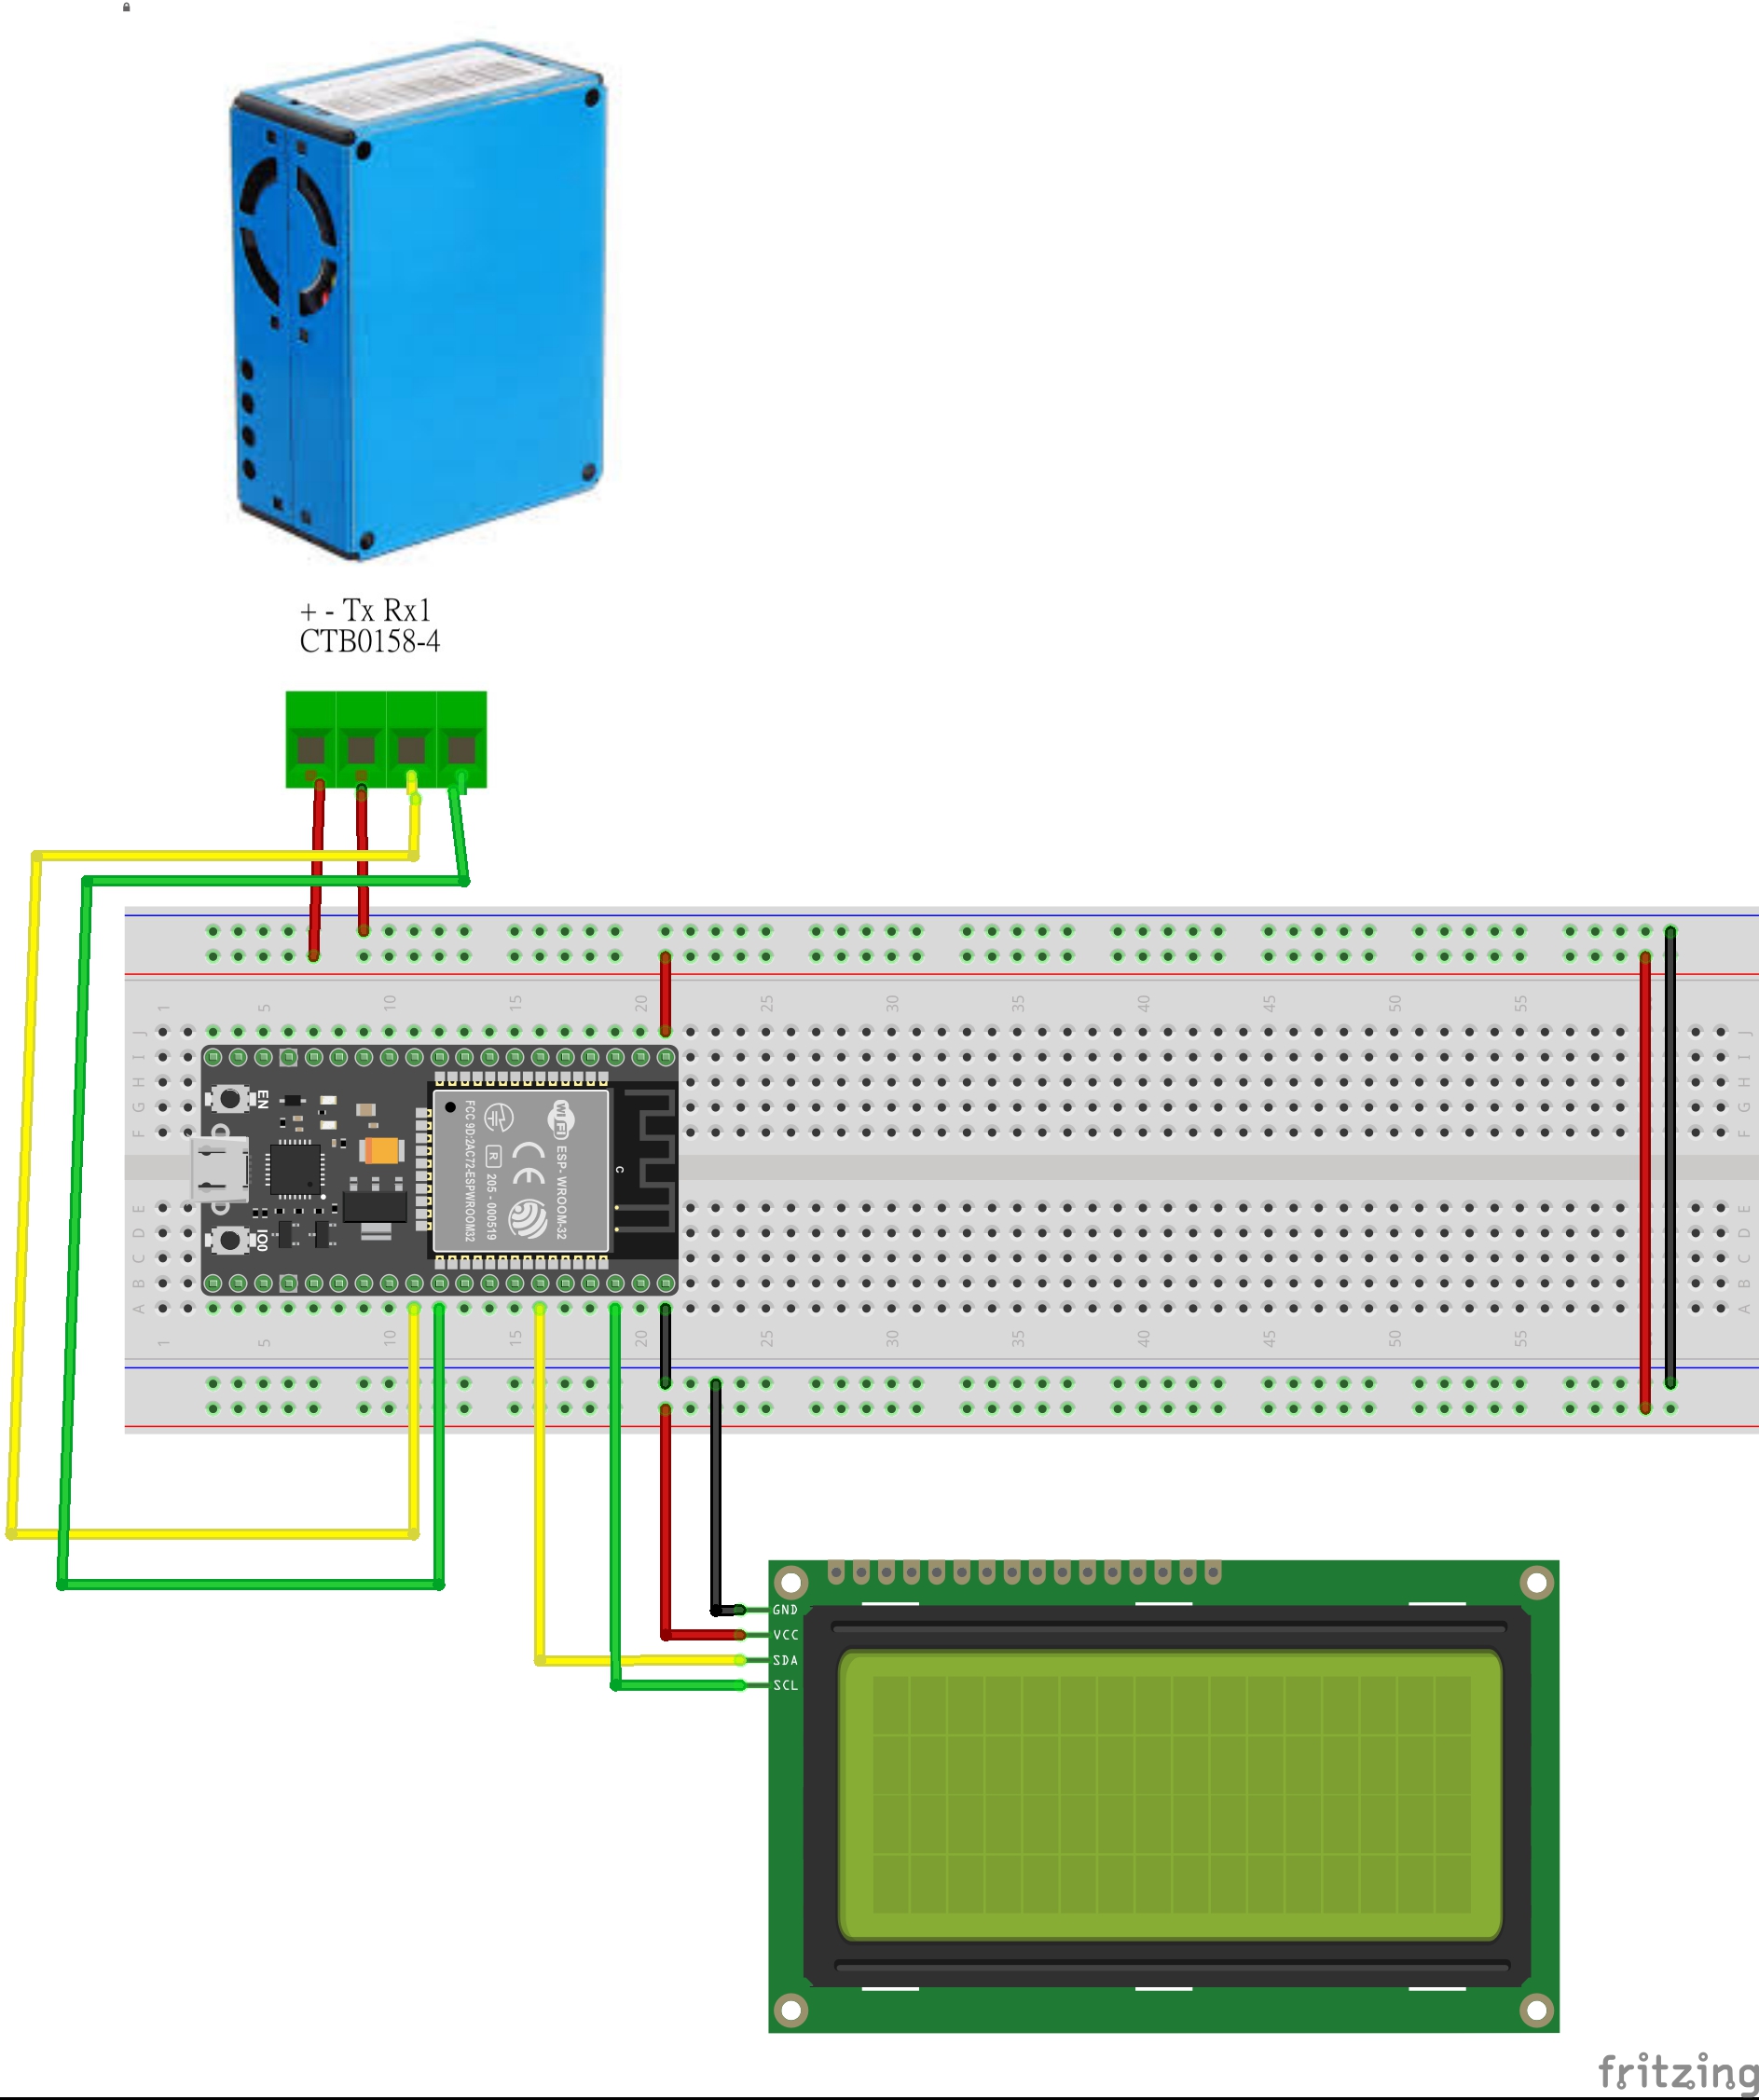 + - Tx Rx1
CTB0158-4
1 5 10 15 20 25 30 35 40 45 50 55
J J
I I
H H
G G
F F
EN
FCC 9D:2AC72-ESPWROOM32
R 205-000519
CE
WiFi ESP-WROOM-32
C
IO0
E E
D D
C C
B B
A A
1 5 10 15 20 25 30 35 40 45 50 55
GND
VCC
SDA
SCL
fritzing